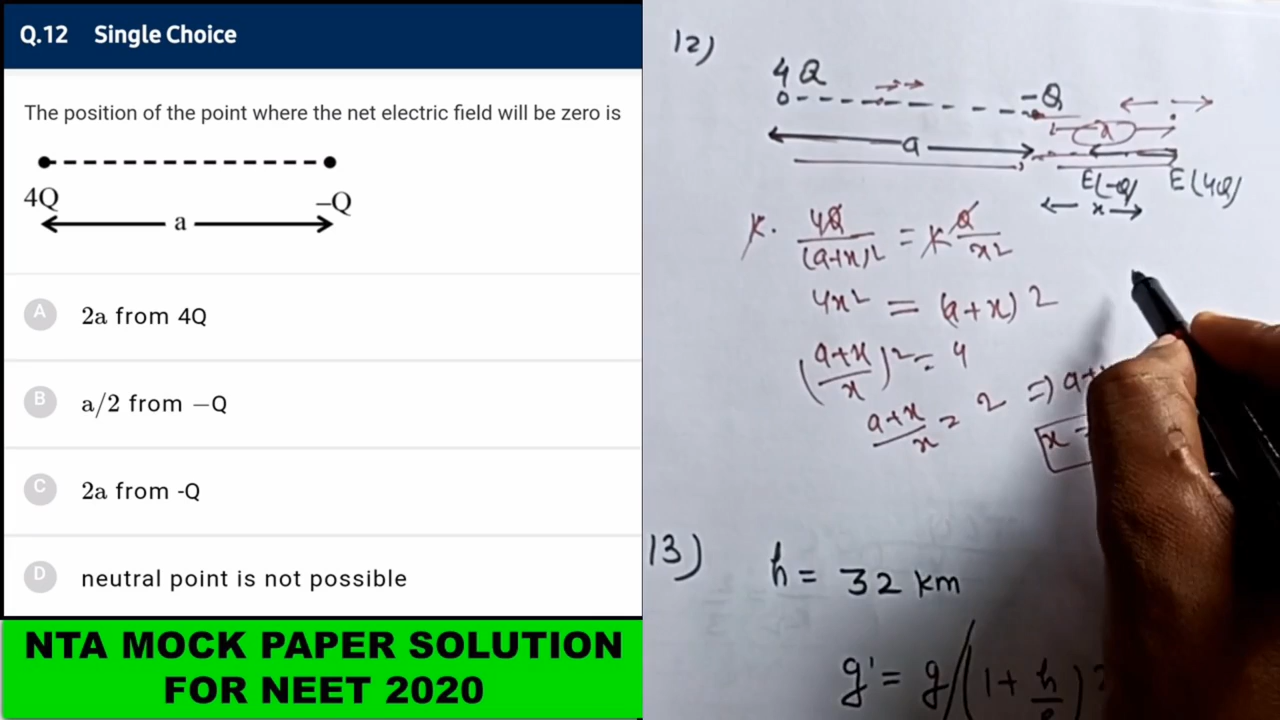 Q.12 Single Choice
The position of the point where the net electric field will be zero is
4Q
–Q
a
A 2a from 4Q
B a/2 from −Q
C 2a from -Q
D neutral point is not possible
NTA MOCK PAPER SOLUTION
FOR NEET 2020
12)
4Q
-Q
a
x
E(-Q) E(4Q)
x
K. 4Q/(a+x)2 = K Q/x2
4x2 = (a+x)2
(a+x/x)2 = 4
a+x/x = 2 =)
x =
13) h = 32 km
g' = g/(1+ h/